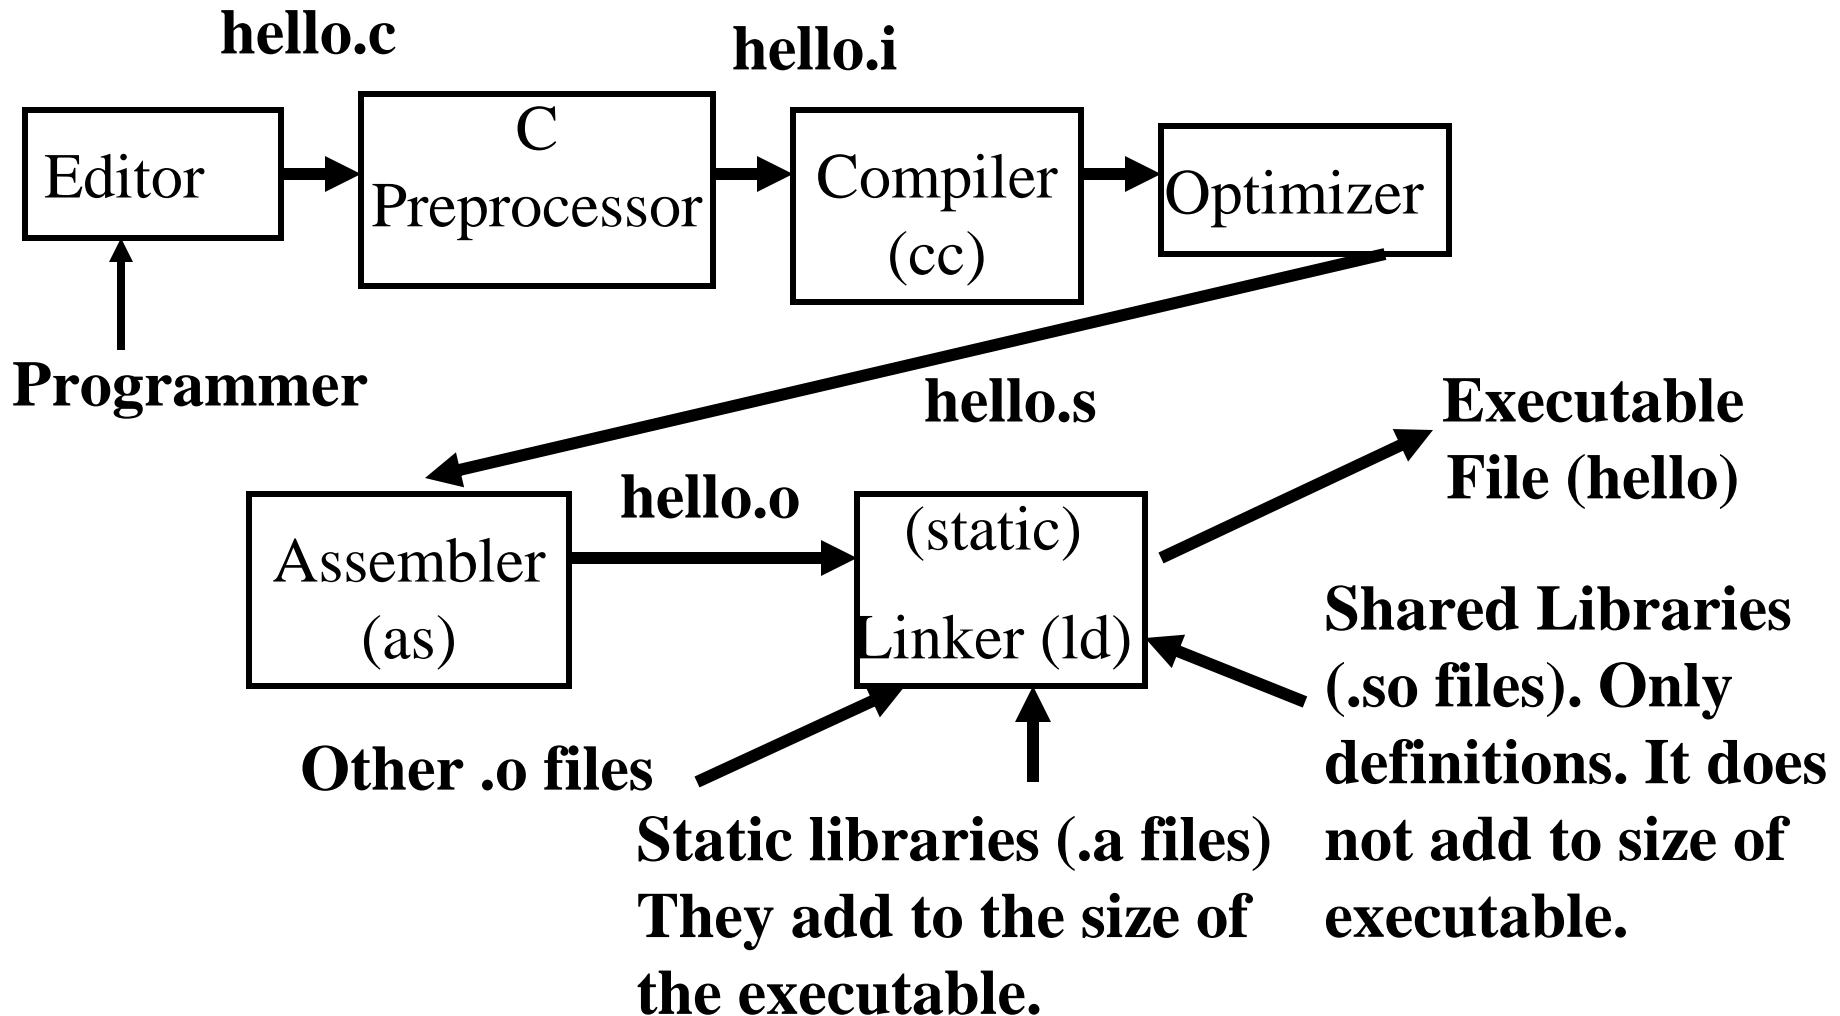 hello.c
hello.i
Editor
C
Preprocessor
Compiler
(cc)
Optimizer
Programmer
hello.s
Executable
File (hello)
hello.o
Assembler
(as)
(static)
Linker (ld)
Shared Libraries
(.so files). Only
definitions. It does
not add to size of
executable.
Other .o files
Static libraries (.a files)
They add to the size of
the executable.